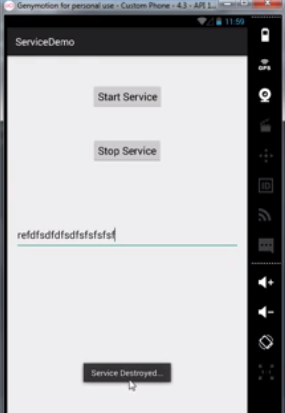 Genymotion for personal use - Custom Phone - 4.3 - API 1...
11:59
ServiceDemo
GPS
Start Service
Stop Service
ID
refdfsdfdfsdfsfsfsfsf
Service Destroyed...